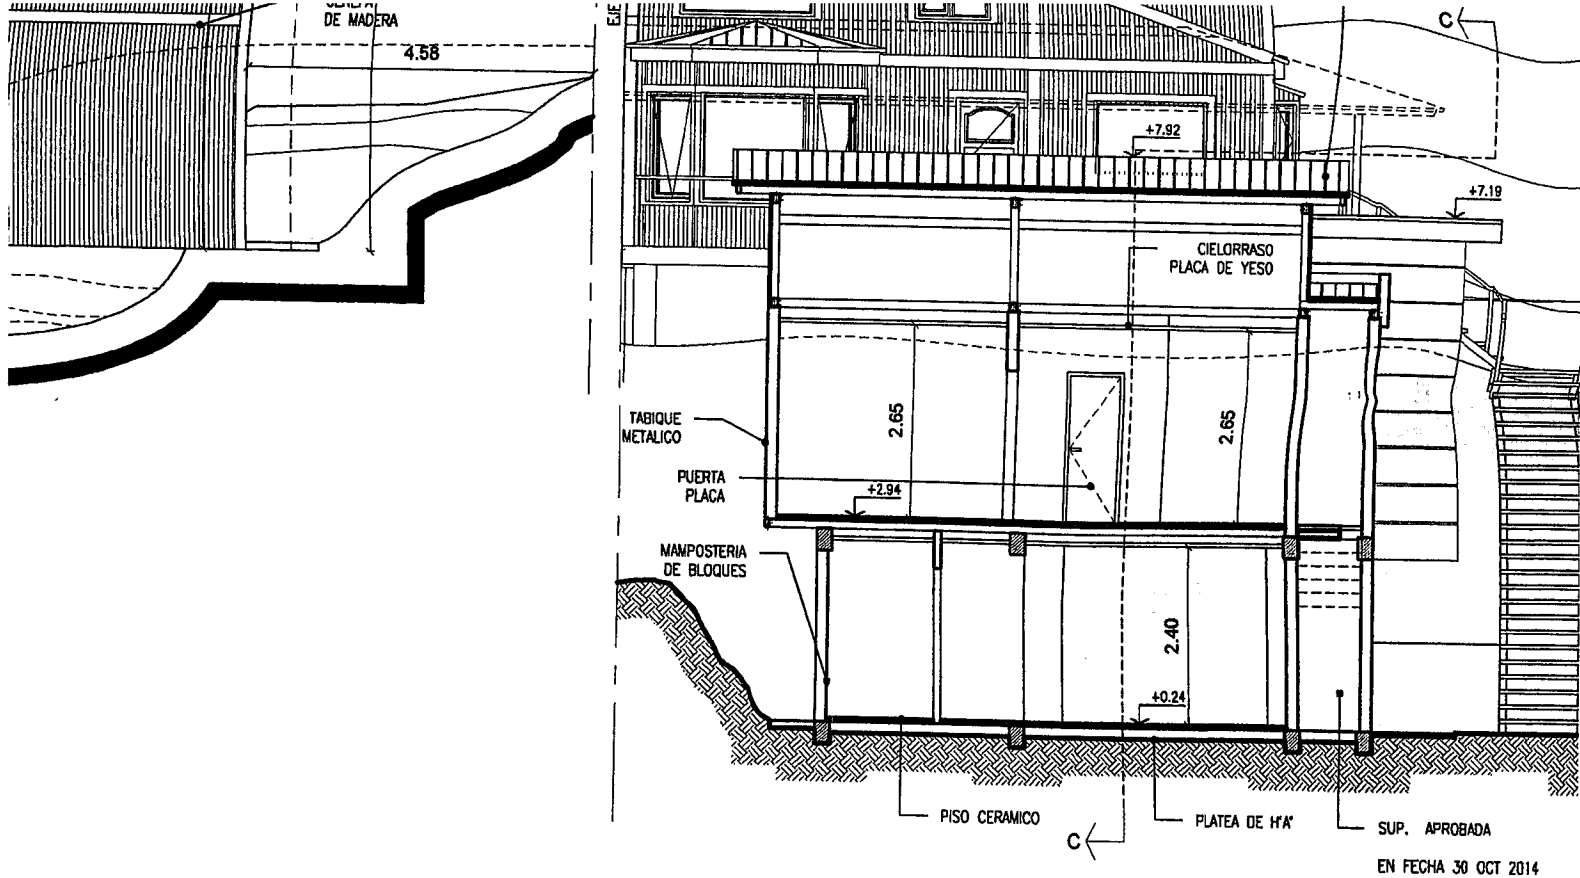 DE MADERA
4.58
EJE
C
+7.92
+7.19
CIELORRASO
PLACA DE YESO
TABIQUE
METALICO
2.65
2.65
PUERTA
PLACA
+2.94
MAMPOSTERIA
DE BLOQUES
2.40
+0.24
PISO CERAMICO
C
PLATEA DE HºAº
SUP. APROBADA
EN FECHA 30 OCT 2014